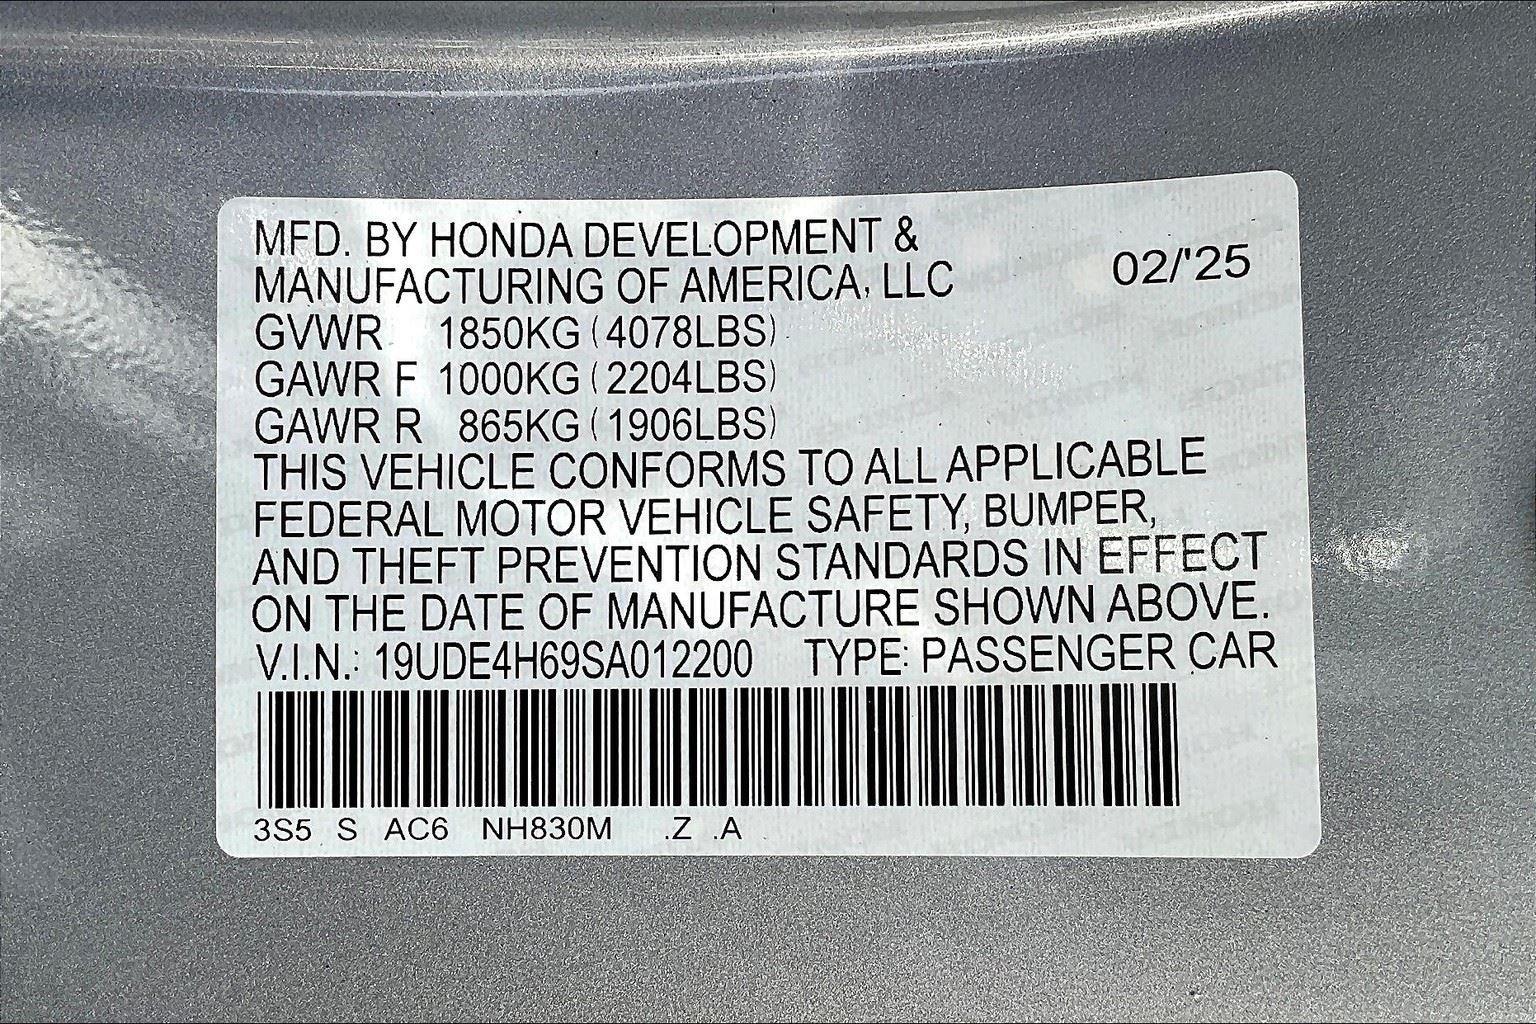 MFD. BY HONDA DEVELOPMENT &
MANUFACTURING OF AMERICA, LLC
02/'25
GVWR 1850KG (4078LBS)
GAWR F 1000KG (2204LBS)
GAWR R 865KG (1906LBS)
THIS VEHICLE CONFORMS TO ALL APPLICABLE
FEDERAL MOTOR VEHICLE SAFETY, BUMPER,
AND THEFT PREVENTION STANDARDS IN EFFECT
ON THE DATE OF MANUFACTURE SHOWN ABOVE.
V.I.N.: 19UDE4H69SA012200 TYPE: PASSENGER CAR
3S5 S AC6 NH830M .Z .A